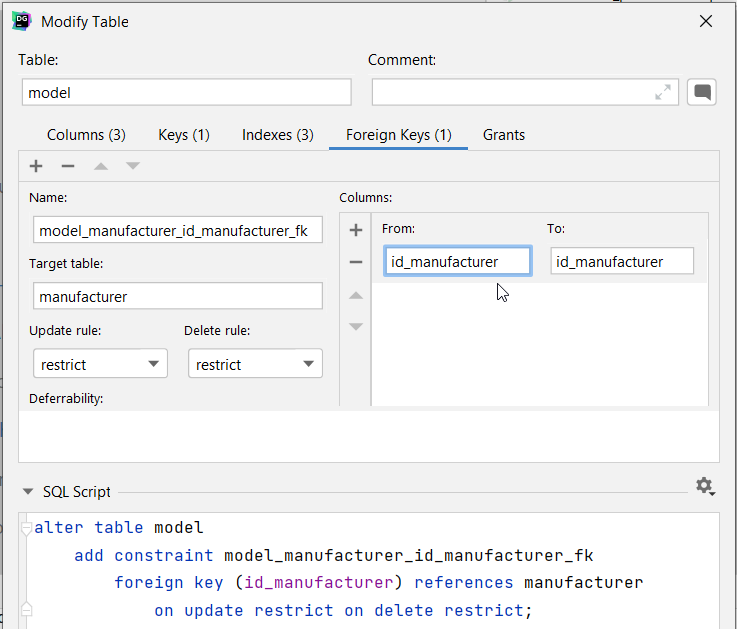 DG
Modify Table
Table:
Comment:
model
Columns (3) Keys (1) Indexes (3) Foreign Keys (1) Grants
Name:
Columns:
model_manufacturer_id_manufacturer_fk
From:
To:
id_manufacturer
id_manufacturer
Target table:
manufacturer
Update rule:
Delete rule:
restrict
restrict
Deferrability:
SQL Script
alter table model
add constraint model_manufacturer_id_manufacturer_fk
foreign key (id_manufacturer) references manufacturer
on update restrict on delete restrict;